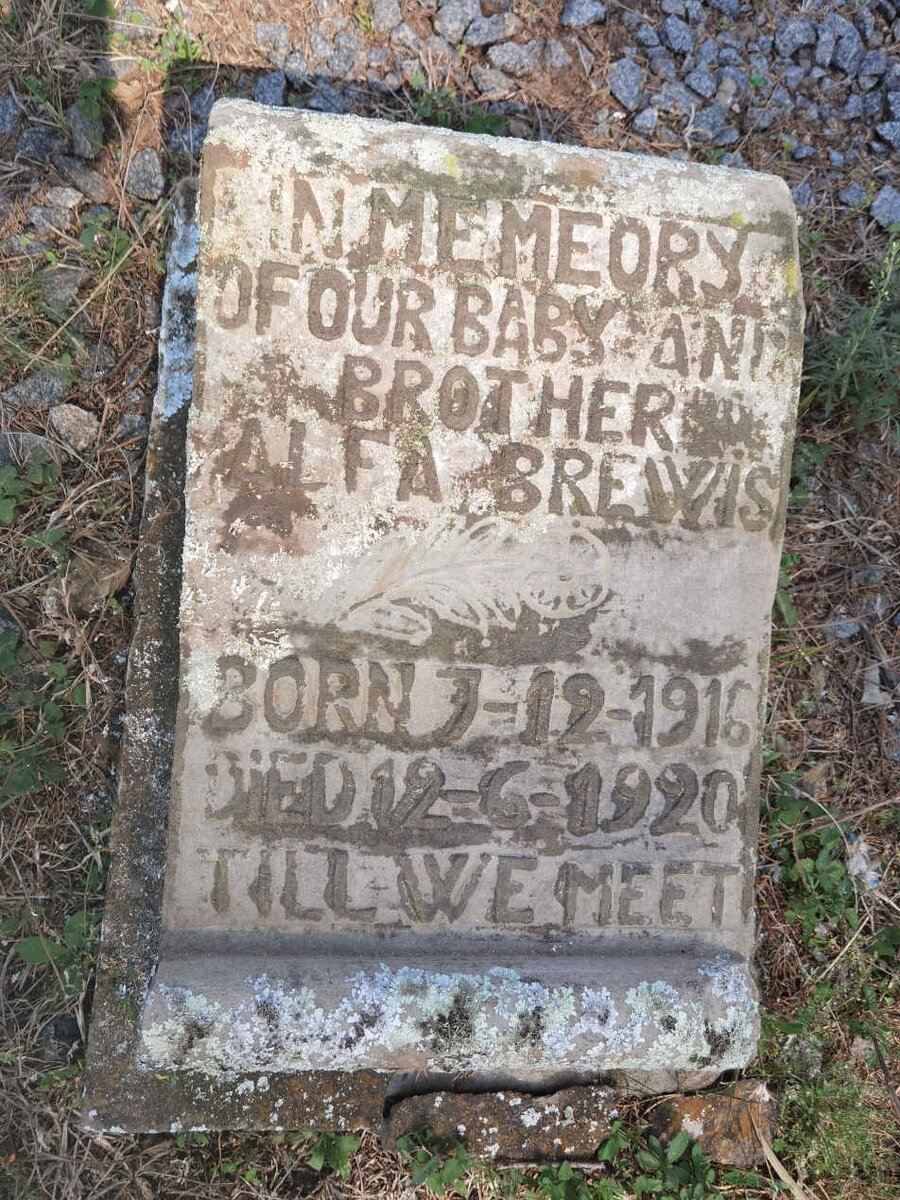 IN MEMEORY
OF OUR BABY AND
BROTHER
ALFA BREWIS
BORN 7-12-1916
DIED 12-6-1920
TILL WE MEET